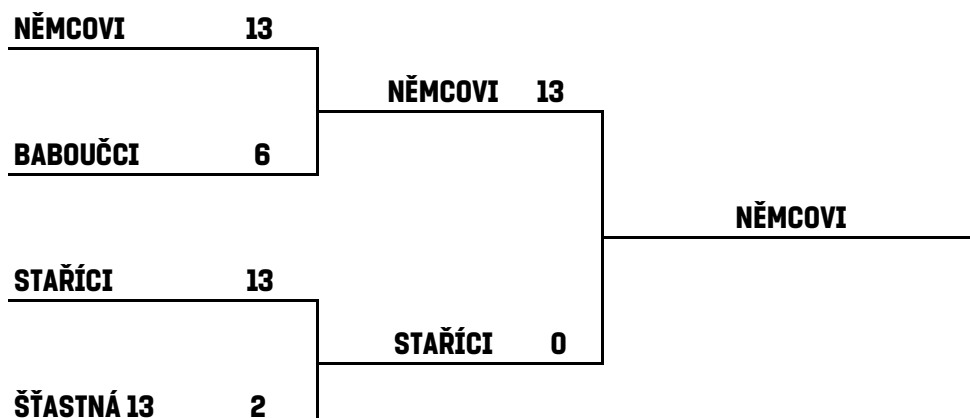 NĚMCOVI 13
NĚMCOVI 13
BABOUČCI 6
NĚMCOVI
STAŘÍCI 13
STAŘÍCI 0
ŠŤASTNÁ 13 2